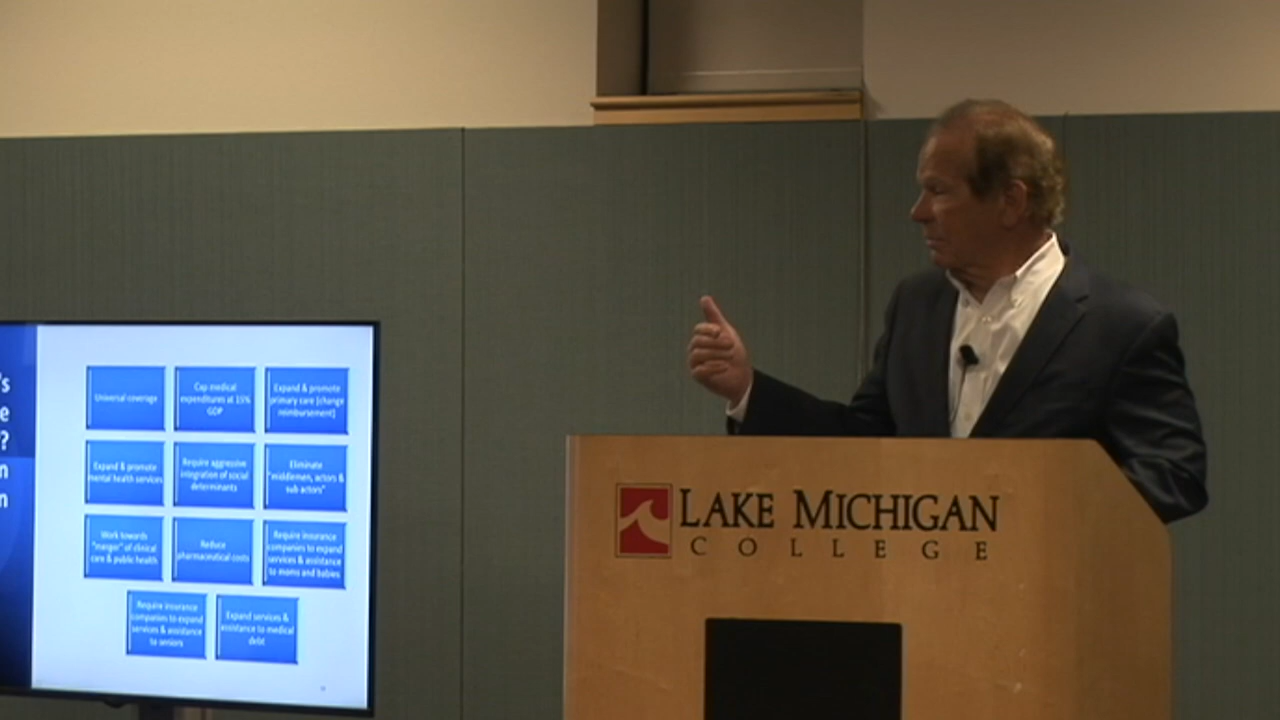 's
e
?
n
n
Universal coverage
Cap medical
expenditures at 15%
GDP
Expand & promote
primary care [change
reimbursement]
Expand & promote
mental health services
Require aggressive
integration of social
determinants
Eliminate
"middlemen, actors &
sub actors"
Work towards
"merger" of clinical
care & public health
Reduce
pharmaceutical costs
Require insurance
companies to expand
services & assistance
to moms and babies
Require insurance
companies to expand
services & assistance
to seniors
Expand services &
assistance to medical
debt
LAKE MICHIGAN
COLLEGE